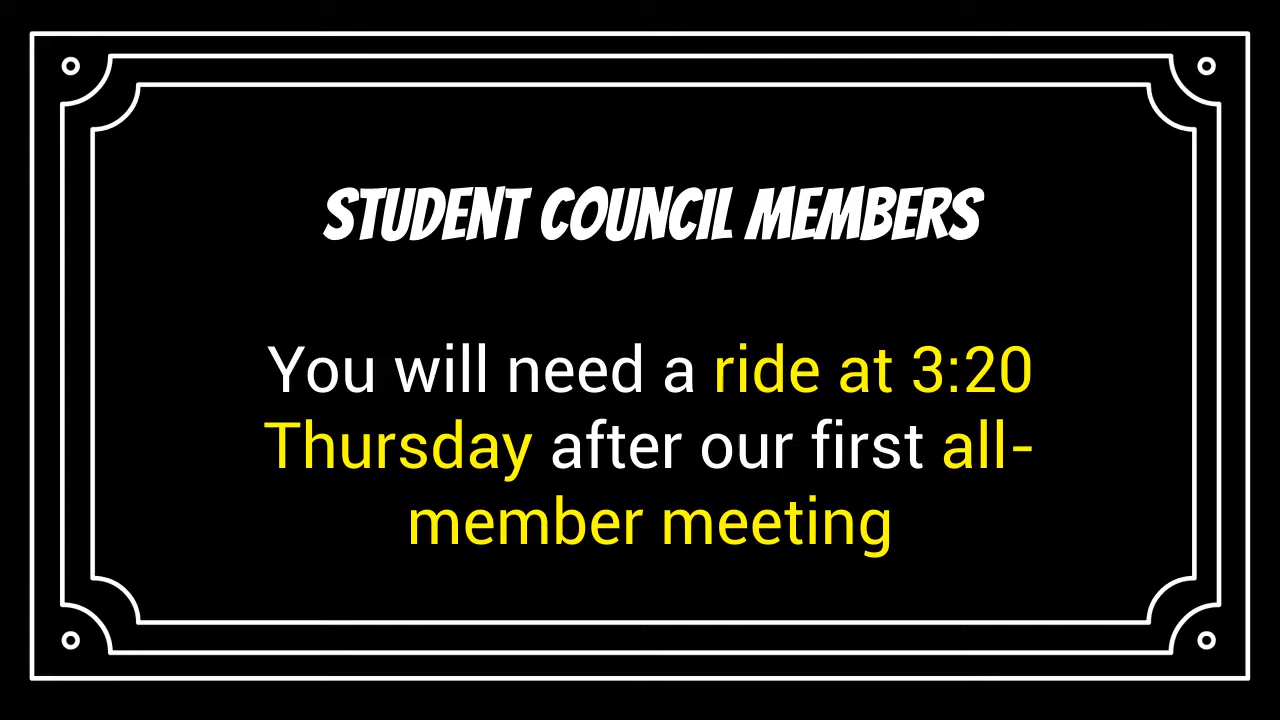 STUDENT COUNCIL MEMBERS
You will need a ride at 3:20
Thursday after our first all-
member meeting